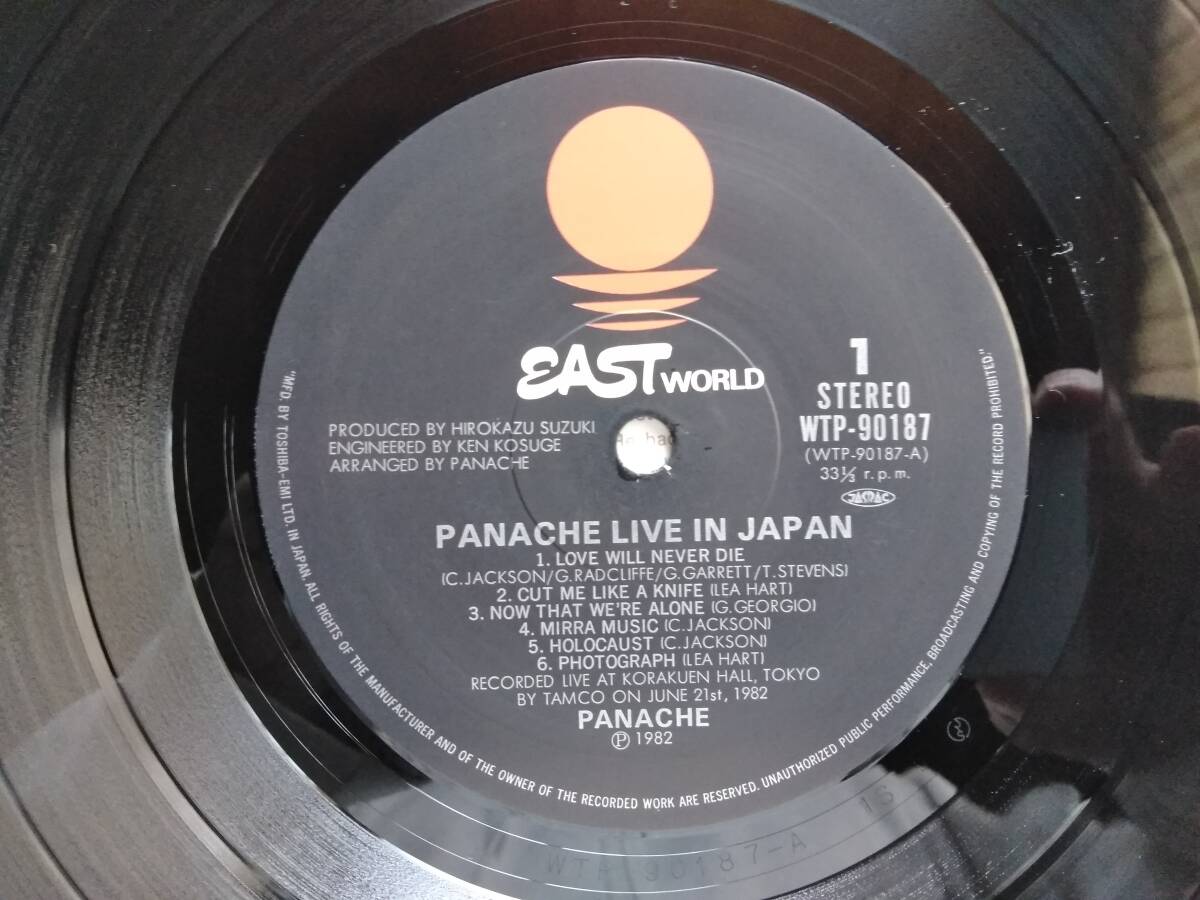 EAST WORLD
1
STEREO
WTP-90187
(WTP-90187-A)
33⅓ r.p.m.
JASRAC
PRODUCED BY HIROKAZU SUZUKI
ENGINEERED BY KEN KOSUGE
ARRANGED BY PANACHE
PANACHE LIVE IN JAPAN
1. LOVE WILL NEVER DIE
(C.JACKSON/G.RADCLIFFE/G.GARRETT/T.STEVENS)
2. CUT ME LIKE A KNIFE (LEA HART)
3. NOW THAT WE'RE ALONE (G.GEORGIO)
4. MIRRA MUSIC (C.JACKSON)
5. HOLOCAUST (C.JACKSON)
6. PHOTOGRAPH (LEA HART)
RECORDED LIVE AT KORAKUEN HALL, TOKYO
BY TAMCO ON JUNE 21st, 1982
PANACHE
Ⓟ 1982
"MFD. BY TOSHIBA-EMI LTD. IN JAPAN. ALL RIGHTS OF THE MANUFACTURER AND OF THE OWNER OF THE RECORDED WORK ARE RESERVED. UNAUTHORIZED PUBLIC PERFORMANCE, BROADCASTING AND COPYING OF THE RECORD PROHIBITED."
WTP-90187-A
1S